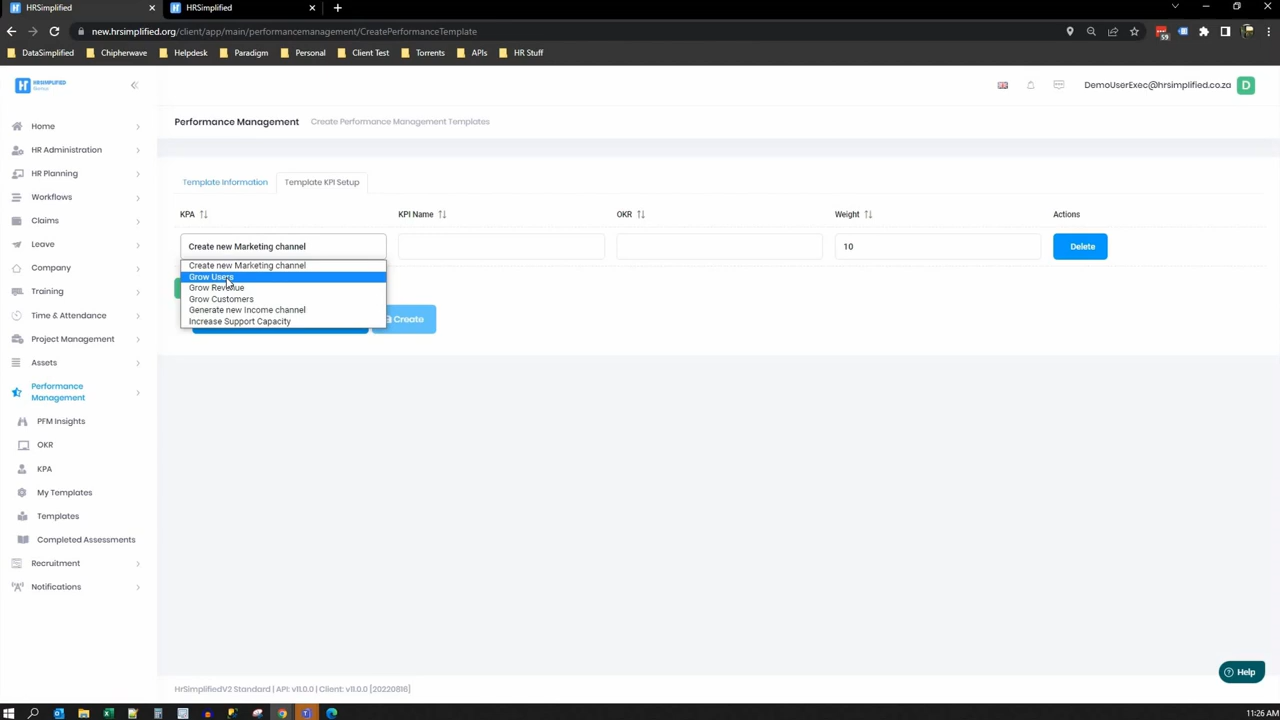 HRSimplified
HRSimplified
new.hrsimplified.org/client/app/main/performancemanagement/CreatePerformanceTemplate
59
DataSimplified
Chipherwave
Helpdesk
Paradigm
Personal
Client Test
Torrents
APIs
HR Stuff
HRSIMPLIFIED
DemoUserExec@hrsimplified.co.za
D
Home
HR Administration
HR Planning
Workflows
Claims
Leave
Company
Training
Time & Attendance
Project Management
Assets
Performance
Management
PFM Insights
OKR
KPA
My Templates
Templates
Completed Assessments
Recruitment
Notifications
Performance Management
Create Performance Management Templates
Template Information
Template KPI Setup
KPA
KPI Name
OKR
Weight
Actions
Create new Marketing channel
10
Delete
Create new Marketing channel
Grow Users
Grow Revenue
Grow Customers
Generate new Income channel
Increase Support Capacity
Create
Help
HrSimplifiedV2 Standard | API: v11.0.0 | Client: v11.0.0 [20220816]
11:26 AM